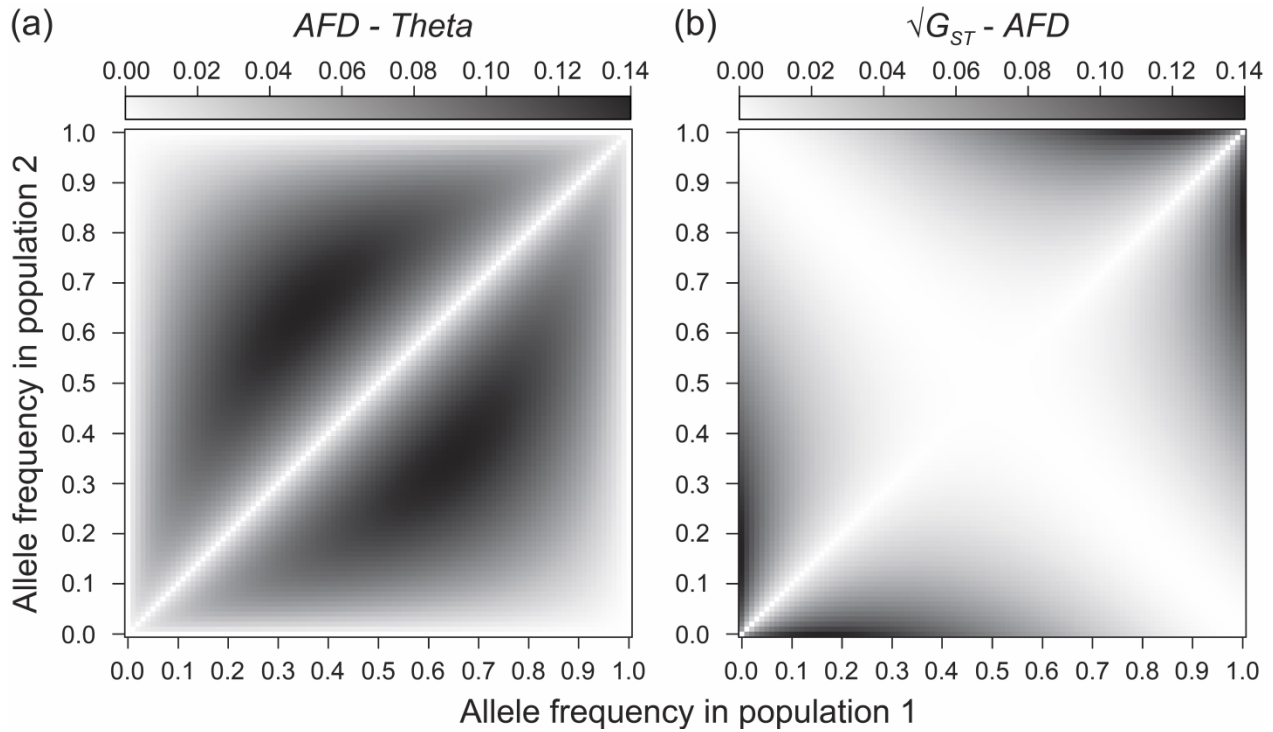 (a) AFD - Theta
0.00 0.02 0.04 0.06 0.08 0.10 0.12 0.14
1.0
0.9
0.8
0.7
0.6
0.5
0.4
0.3
0.2
0.1
0.0
0.0 0.1 0.2 0.3 0.4 0.5 0.6 0.7 0.8 0.9 1.0
Allele frequency in population 2
(b) √GST - AFD
0.00 0.02 0.04 0.06 0.08 0.10 0.12 0.14
1.0
0.9
0.8
0.7
0.6
0.5
0.4
0.3
0.2
0.1
0.0
0.0 0.1 0.2 0.3 0.4 0.5 0.6 0.7 0.8 0.9 1.0
Allele frequency in population 1